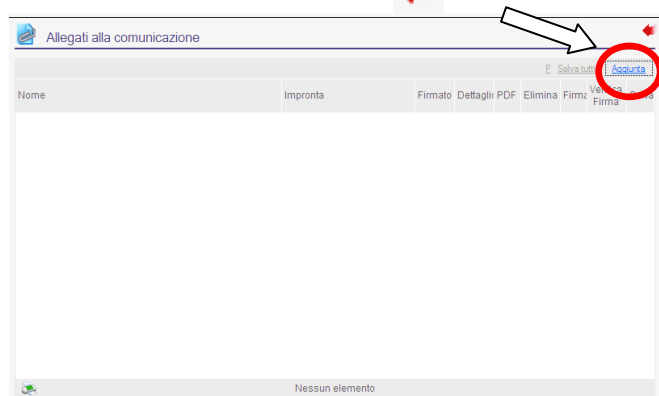 Allegati alla comunicazione
P Salva tutti Aggiunta
Nome Impronta Firmato Dettaglio PDF Elimina Firma Verifica Firma
Nessun elemento